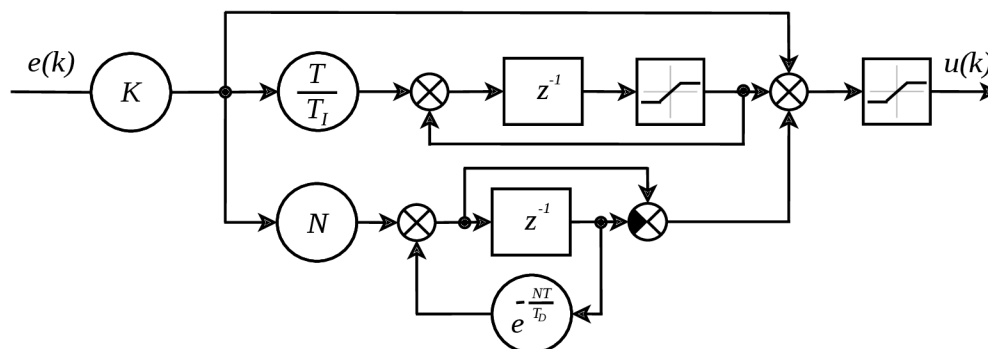 e(k)
K
T
T_I
z^-1
u(k)
N
z^-1
e^-NT/T_D